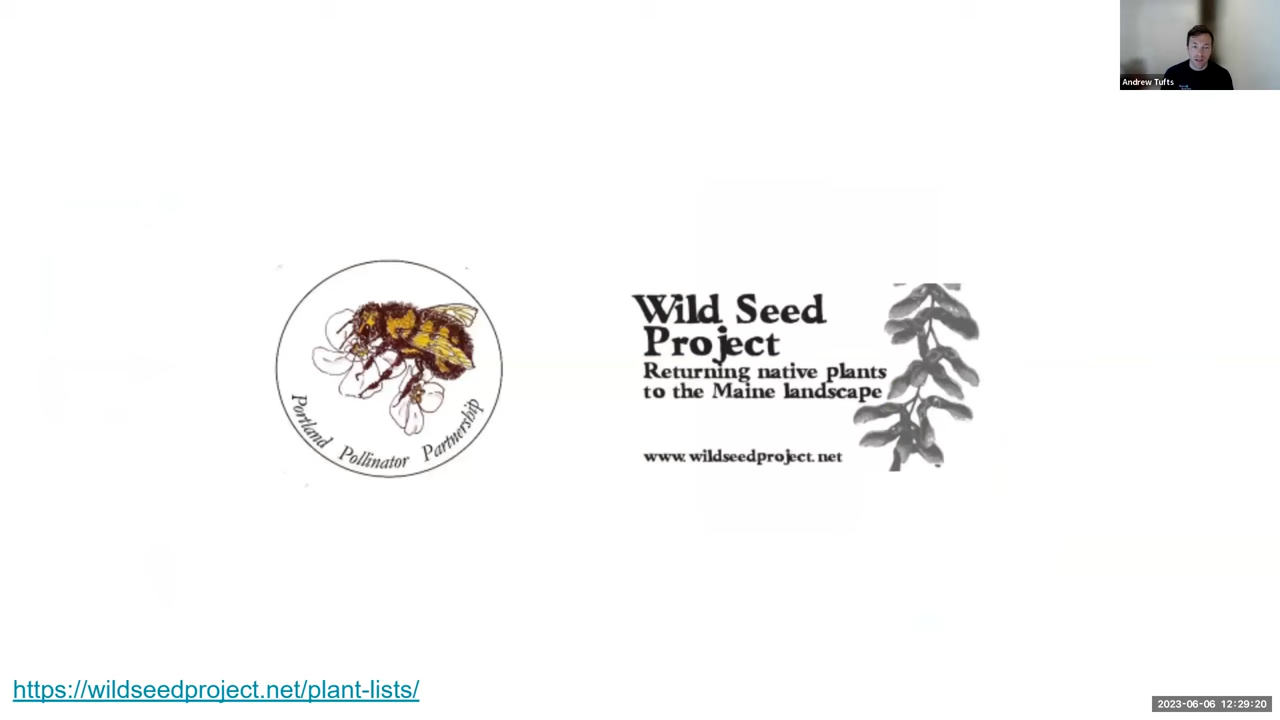 Andrew Tufts
Portland Pollinator Partnership
Wild Seed
Project
Returning native plants
to the Maine landscape
www.wildseedproject.net
https://wildseedproject.net/plant-lists/
2023-06-06 12:29:20